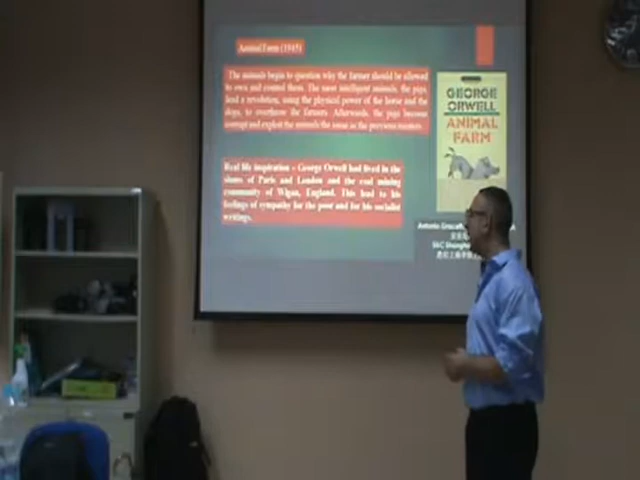 Animal Farm (1945)
The animals begin to question why the farmer should be allowed
to own and control them. The most intelligent animals, the pigs,
lead a revolution, using the physical power of the horse and the
dogs, to overthrow the farmers. Afterwards, the pigs become
corrupt and exploit the animals the same as the previous masters.
Real life inspiration – George Orwell had lived in the
slums of Paris and London and the coal mining
community of Wigan, England. This lead to his
feelings of sympathy for the poor and for his socialist
writings.
GEORGE
ORWELL
ANIMAL
FARM
Antonio
SSC Shanghai